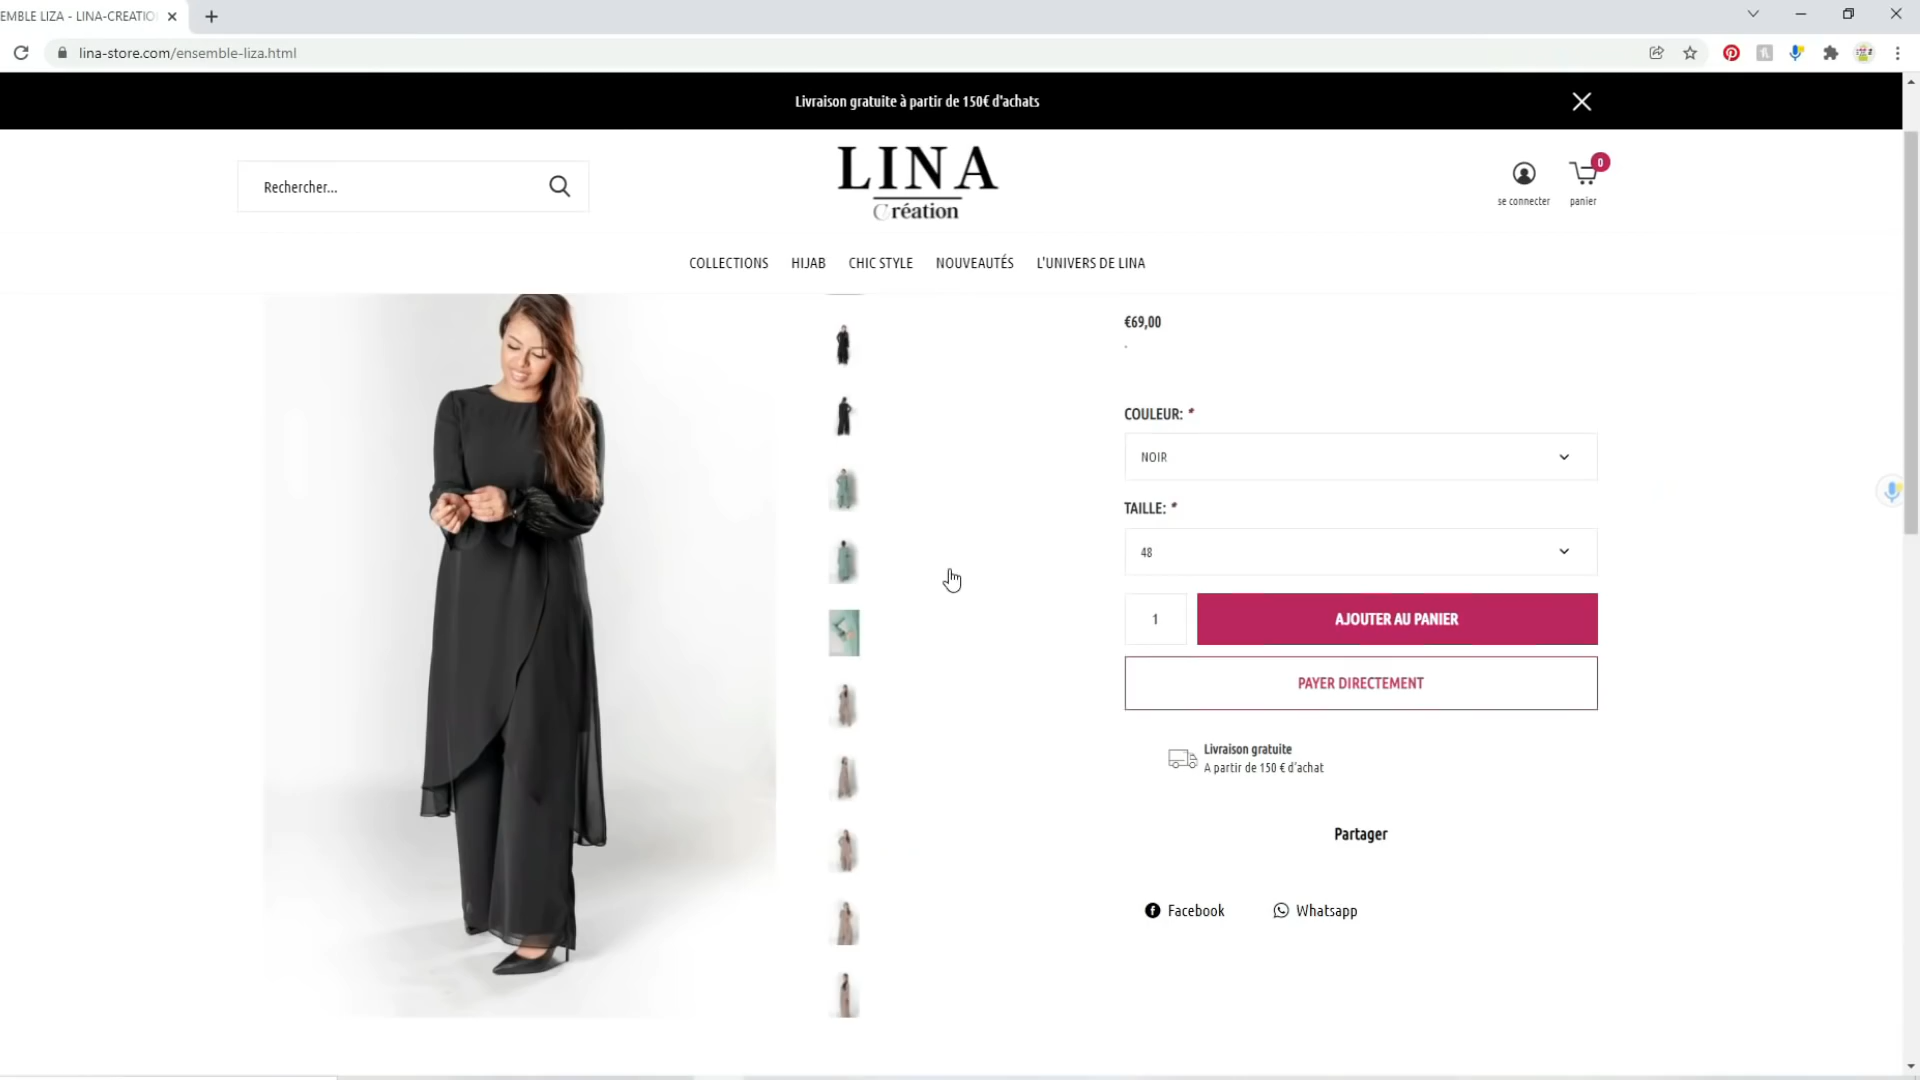 EMBLE LIZA - LINA-CREATIO
lina-store.com/ensemble-liza.html
Livraison gratuite à partir de 150€ d'achats
Rechercher...
LINA
Création
se connecter
0
panier
COLLECTIONS HIJAB CHIC STYLE NOUVEAUTÉS L'UNIVERS DE LINA
€69,00
COULEUR: *
NOIR
TAILLE: *
48
1
AJOUTER AU PANIER
PAYER DIRECTEMENT
Livraison gratuite
A partir de 150 € d'achat
Partager
Facebook
Whatsapp